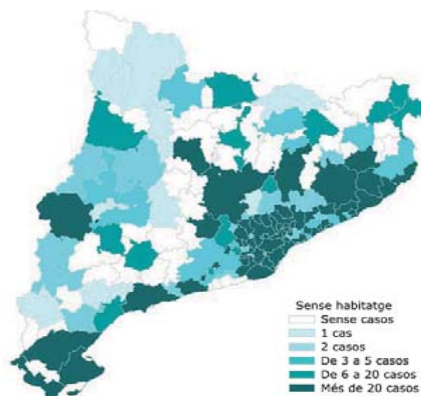 Sense habitatge
Sense casos
1 cas
2 casos
De 3 a 5 casos
De 6 a 20 casos
Més de 20 casos